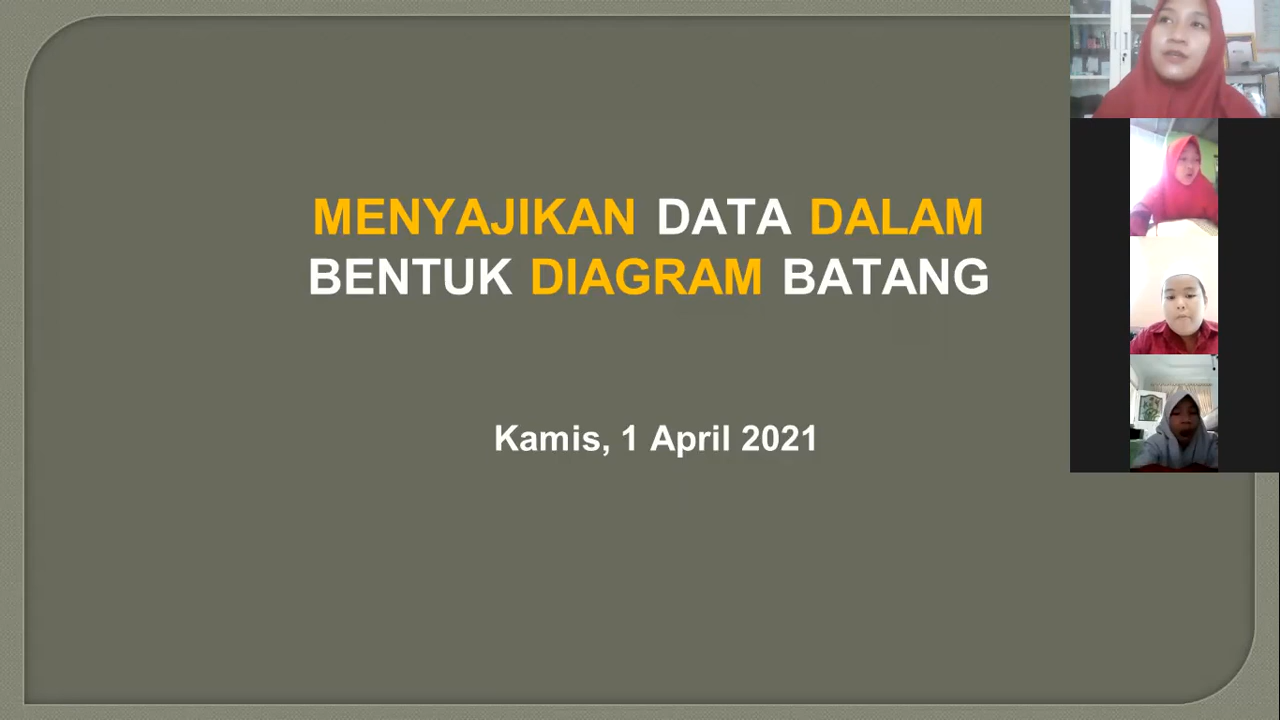 MENYAJIKAN DATA DALAM
BENTUK DIAGRAM BATANG
Kamis, 1 April 2021